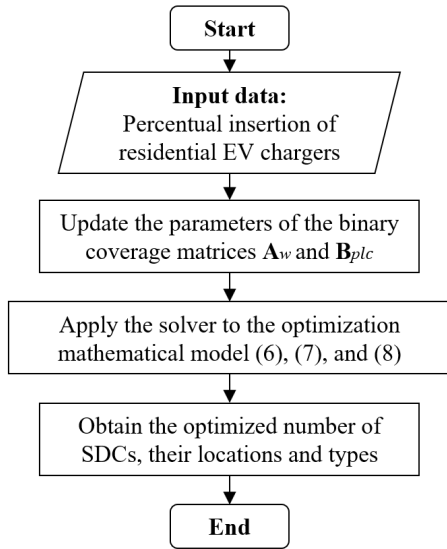 Start
Input data:
Percentual insertion of
residential EV chargers
Update the parameters of the binary
coverage matrices Aw and Bplc
Apply the solver to the optimization
mathematical model (6), (7), and (8)
Obtain the optimized number of
SDCs, their locations and types
End